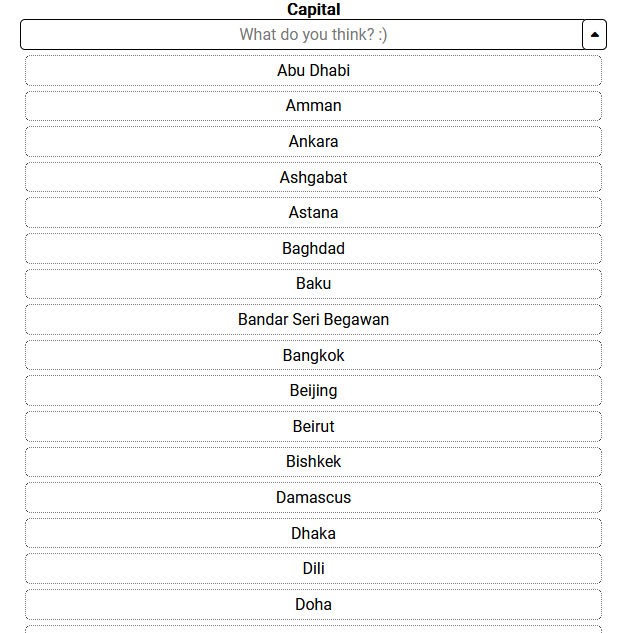 Capital
What do you think? :)
Abu Dhabi
Amman
Ankara
Ashgabat
Astana
Baghdad
Baku
Bandar Seri Begawan
Bangkok
Beijing
Beirut
Bishkek
Damascus
Dhaka
Dili
Doha